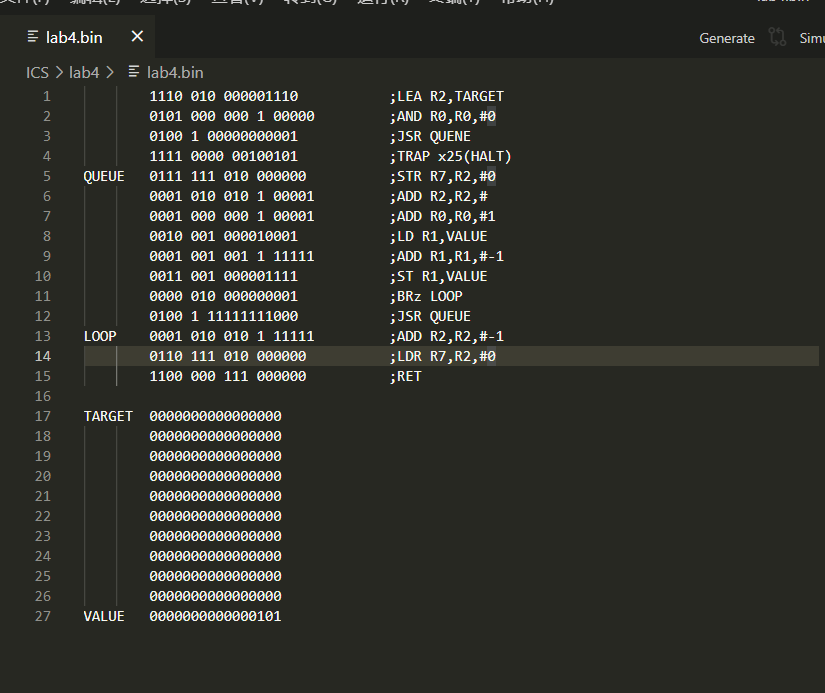 lab4.bin
Generate
ICS > lab4 > lab4.bin
1 1110 010 000001110 ;LEA R2,TARGET
2 0101 000 000 1 00000 ;AND R0,R0,#0
3 0100 1 00000000001 ;JSR QUENE
4 1111 0000 00100101 ;TRAP x25(HALT)
5 QUEUE 0111 111 010 000000 ;STR R7,R2,#0
6 0001 010 010 1 00001 ;ADD R2,R2,#
7 0001 000 000 1 00001 ;ADD R0,R0,#1
8 0010 001 000010001 ;LD R1,VALUE
9 0001 001 001 1 11111 ;ADD R1,R1,#-1
10 0011 001 000001111 ;ST R1,VALUE
11 0000 010 000000001 ;BRz LOOP
12 0100 1 11111111000 ;JSR QUEUE
13 LOOP 0001 010 010 1 11111 ;ADD R2,R2,#-1
14 0110 111 010 000000 ;LDR R7,R2,#0
15 1100 000 111 000000 ;RET
16
17 TARGET 0000000000000000
18 0000000000000000
19 0000000000000000
20 0000000000000000
21 0000000000000000
22 0000000000000000
23 0000000000000000
24 0000000000000000
25 0000000000000000
26 0000000000000000
27 VALUE 0000000000000101